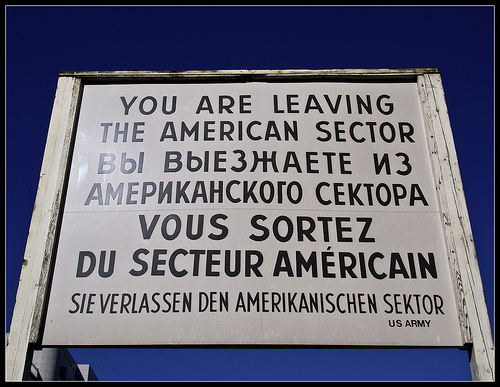 YOU ARE LEAVING
THE AMERICAN SECTOR
ВЫ ВЫЕЗЖАЕТЕ ИЗ
АМЕРИКАНСКОГО СЕКТОРА
VOUS SORTEZ
DU SECTEUR AMÉRICAIN
SIE VERLASSEN DEN AMERIKANISCHEN SEKTOR
US ARMY